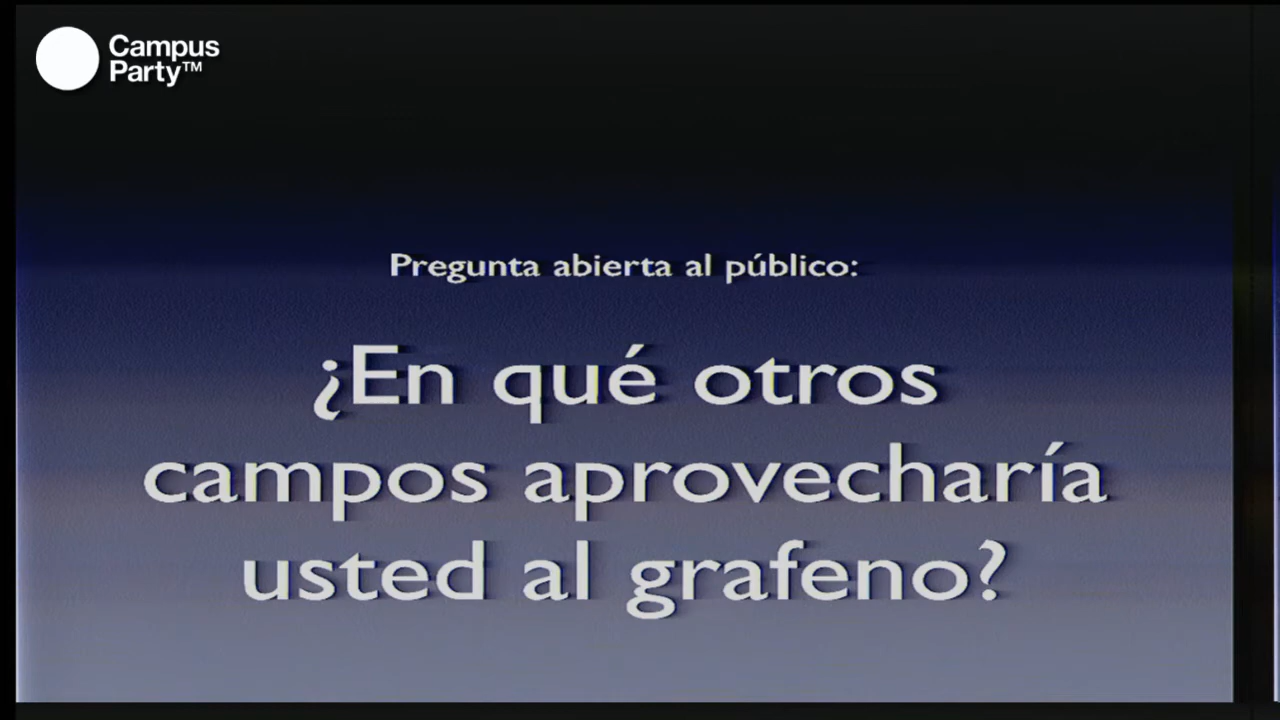 Campus
Party™
Pregunta abierta al público:
¿En qué otros
campos aprovecharía
usted al grafeno?